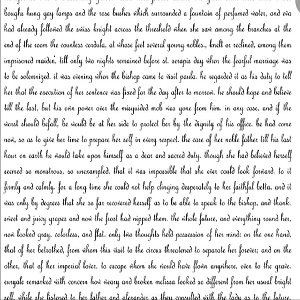 boughs hung gay lamps and the rose bushes which surrounded a fountain of perfumed water, and eva
had already followed the swiss knight across the threshold when she saw among the branches at the
end of the room the countess cordula, at whose feet several young nobles., knelt or reclined, among them
imprisoned maiden, till only two nights remained before st. serapis day when the fearful marriage was
to be solemnized. it was evening when the bishop came to visit paula. he regarded it as his duty to tell
her that the execution of her sentence was fixed for the day after to morrow. he should hope and believe
till the last, but his own power over the misguided mob was gone from him. in any case, and if the
worst should befall, he would be at her side to protect her by the dignity of his office. he had come
now, so as to give her time to prepare her self in every respect. the care of her noble father till his last
hour on earth he would take upon himself as a dear and sacred duty. though she had believed herself
seemed so monstrous, so unexampled, that it was impossible that she ever could look forward to it
firmly and calmly. for a long time she could not help clinging desperately to her faithful betta, and it
was only by degrees that she so far recovered herself as to be able to speak to the bishop, and thank.
sweet and juicy grapes and now the frost had nipped them. the whole future, and everything round her,
now looked gray, colorless, and flat. only two thoughts held possession of her mind: on the one hand,
that of her betrothed, from whom this visit to the circus threatened to separate her forever; and on the
other, that of her imperial lover, to escape whom she would have flown anywhere, over to the grave.
euryale remarked with concern how weary and broken melissa looked so different from her usual bright
self, while she listened to her father and alexander as they consulted with the lady as to the future.